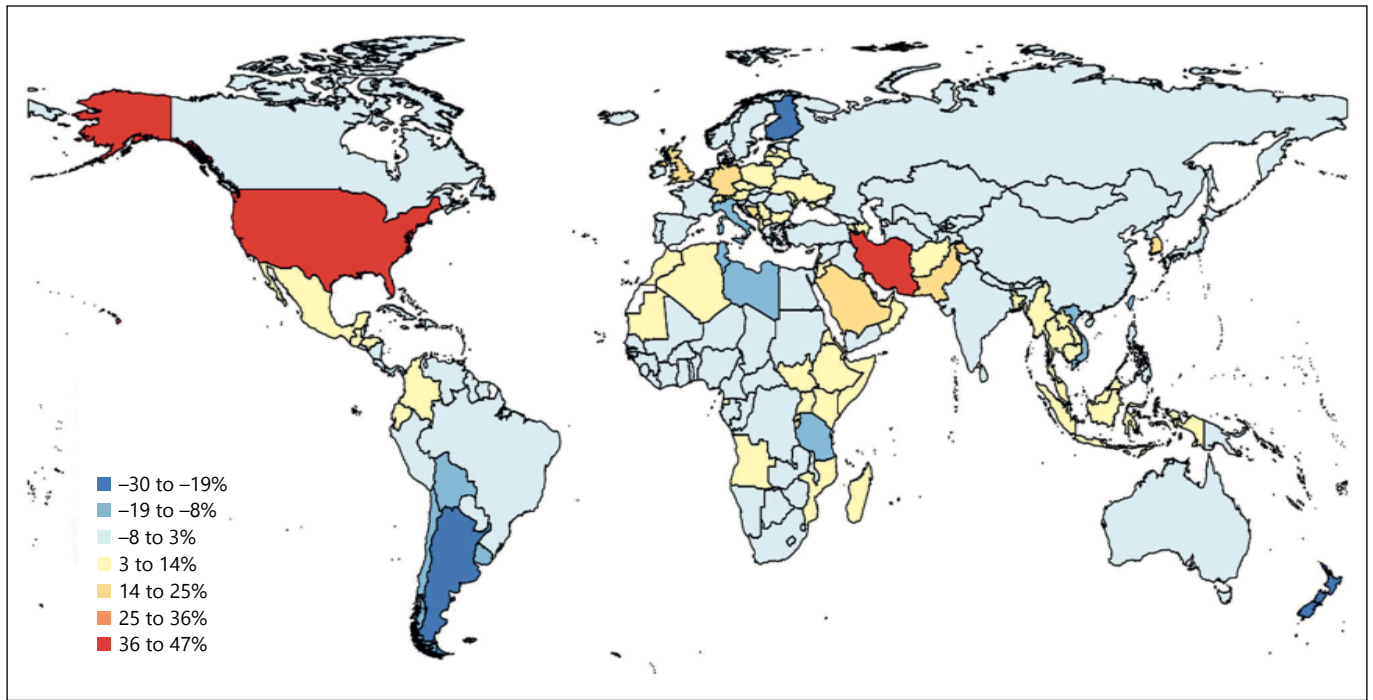 –30 to –19%
–19 to –8%
–8 to 3%
3 to 14%
14 to 25%
25 to 36%
36 to 47%